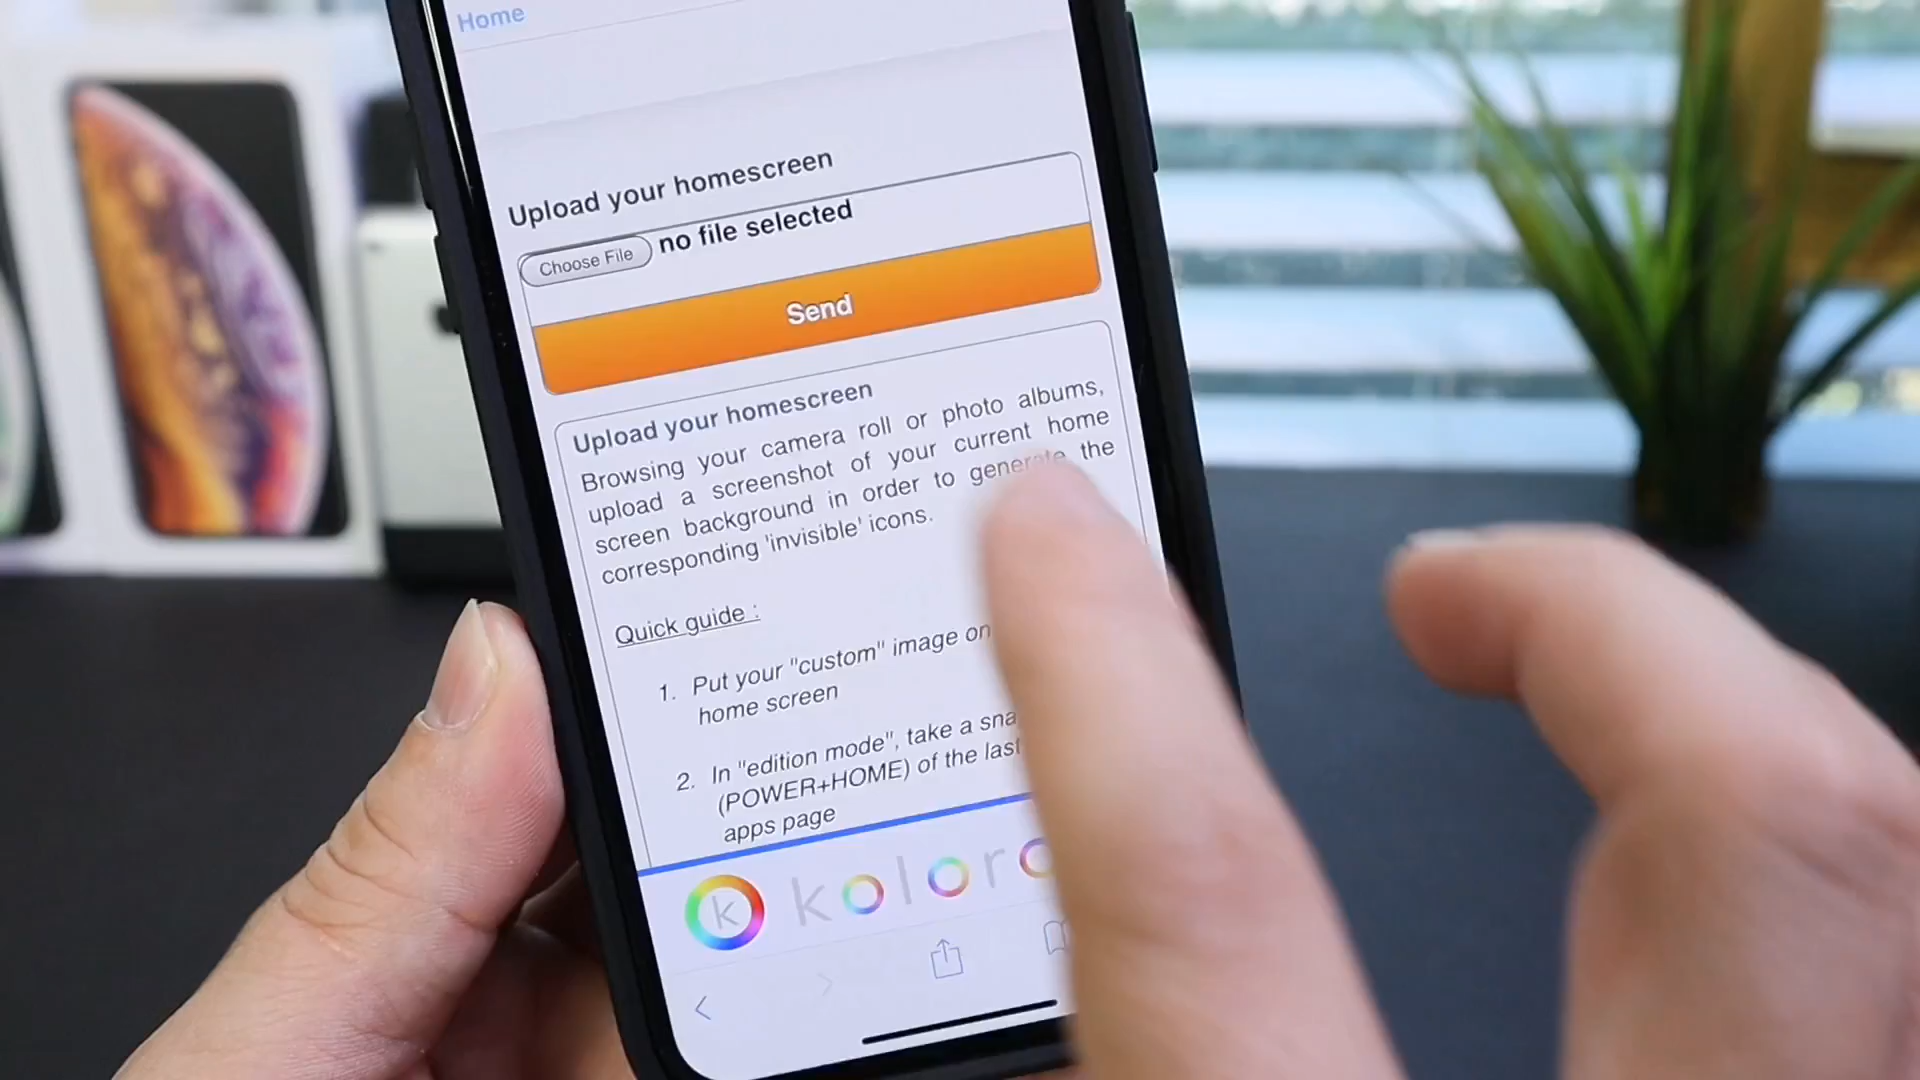 Home
Upload your homescreen
Choose File no file selected
Send
Upload your homescreen
Browsing your camera roll or photo albums,
upload a screenshot of your current home
screen background in order to generate the
corresponding 'invisible' icons.
Quick guide :
1. Put your "custom" image on
home screen
2. In "edition mode", take a
(POWER+HOME) of the last
apps page
k
koloro